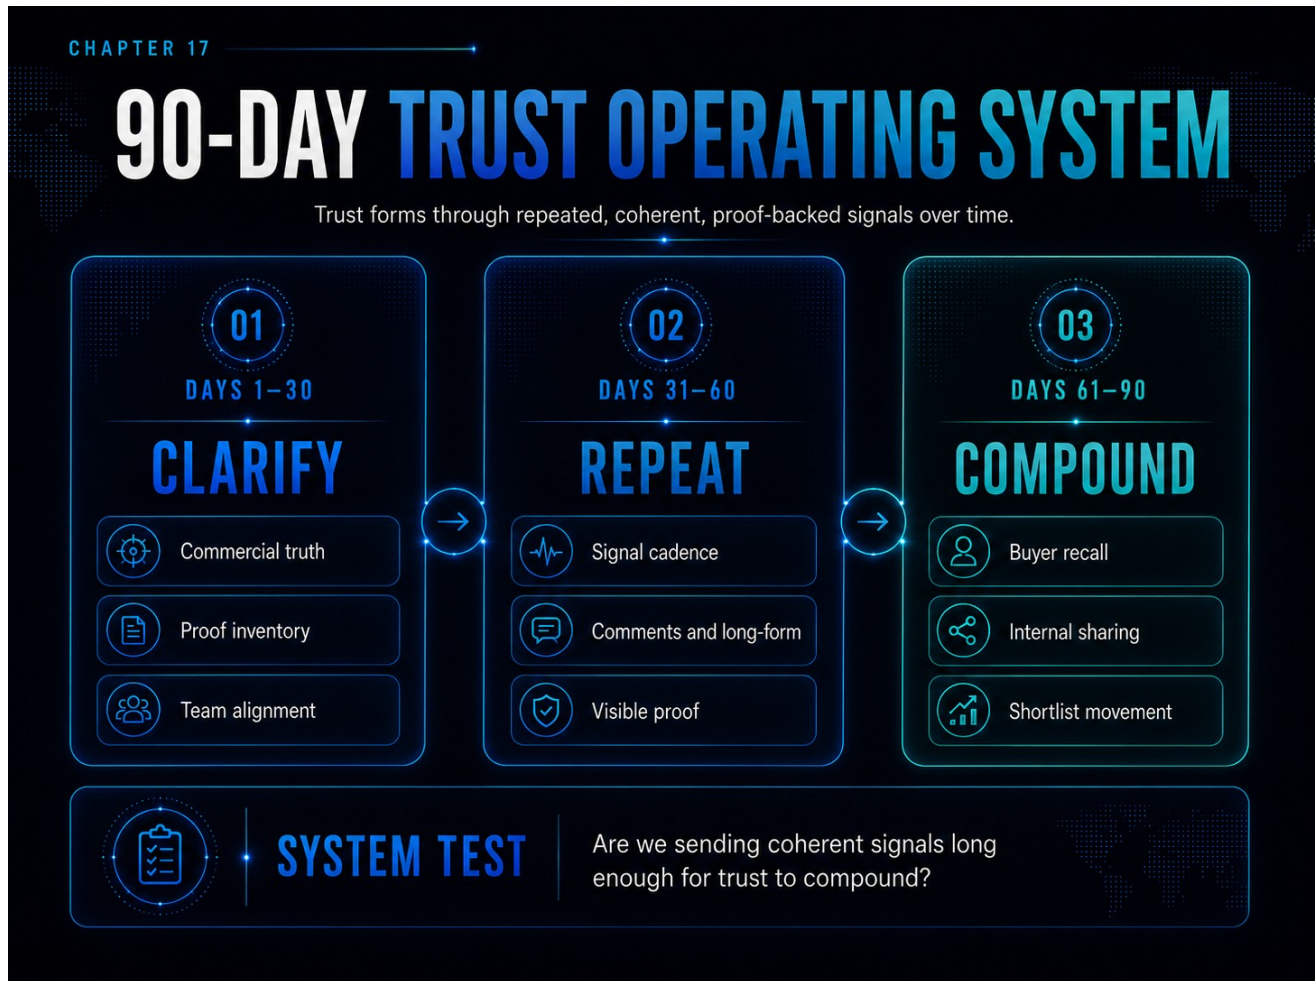 CHAPTER 17
90-DAY TRUST OPERATING SYSTEM
Trust forms through repeated, coherent, proof-backed signals over time.
01
DAYS 1–30
CLARIFY
Commercial truth
Proof inventory
Team alignment
02
DAYS 31–60
REPEAT
Signal cadence
Comments and long-form
Visible proof
03
DAYS 61–90
COMPOUND
Buyer recall
Internal sharing
Shortlist movement
SYSTEM TEST
Are we sending coherent signals long
enough for trust to compound?